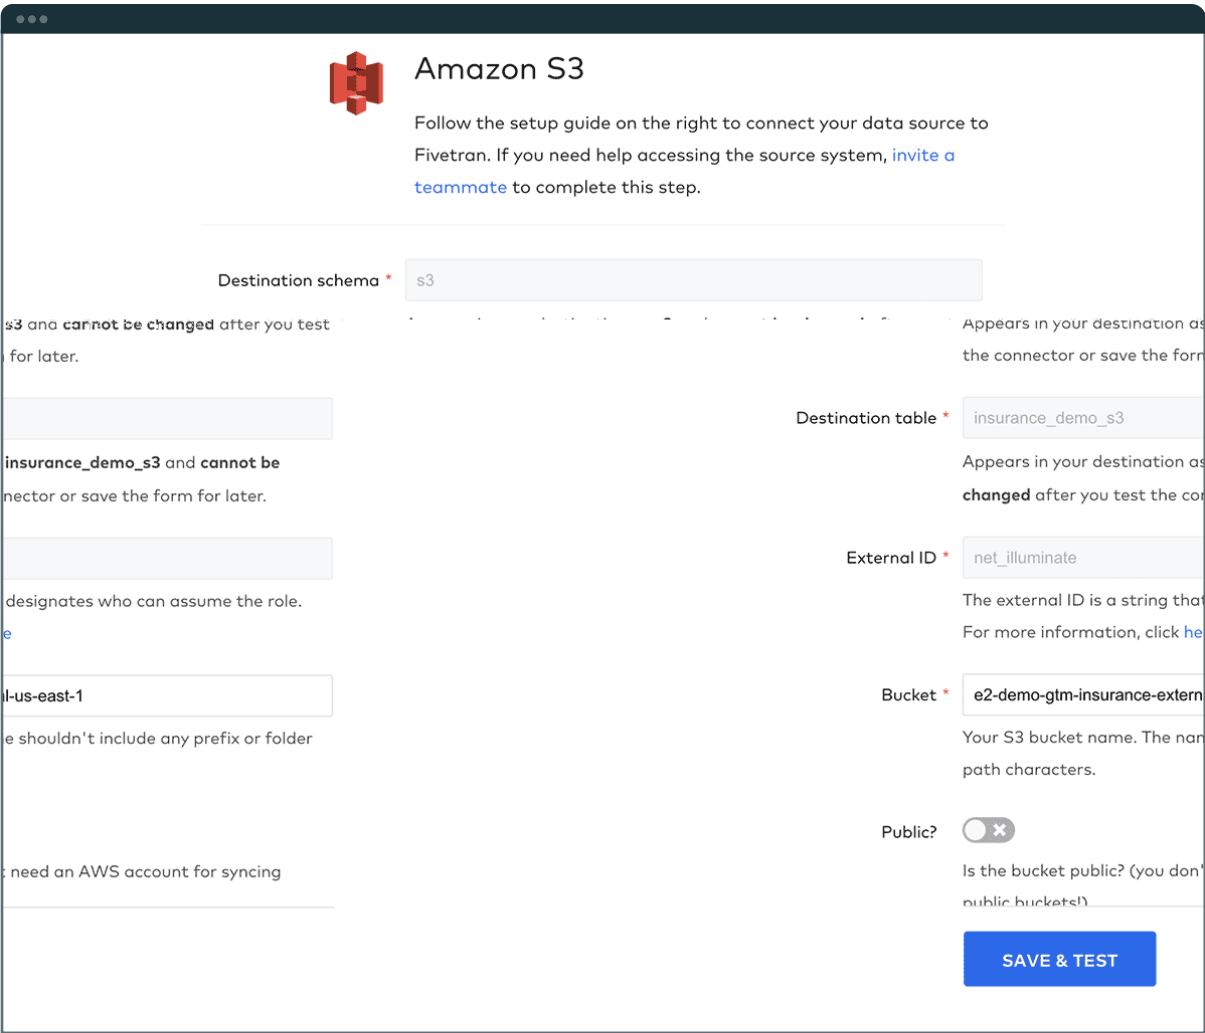 Amazon S3
Follow the setup guide on the right to connect your data source to
Fivetran. If you need help accessing the source system, invite a
teammate to complete this step.
Destination schema *
s3
s3 and cannot be changed after you test
Appears in your destination as
for later.
the connector or save the form
Destination table *
insurance_demo_s3
insurance_demo_s3 and cannot be
Appears in your destination as
nector or save the form for later.
changed after you test the con
External ID *
net_illuminate
designates who can assume the role.
The external ID is a string that
e
For more information, click he
l-us-east-1
Bucket *
e2-demo-gtm-insurance-extern
e shouldn't include any prefix or folder
Your S3 bucket name. The nam
path characters.
Public?
need an AWS account for syncing
Is the bucket public? (you don't
public buckets!)
SAVE & TEST